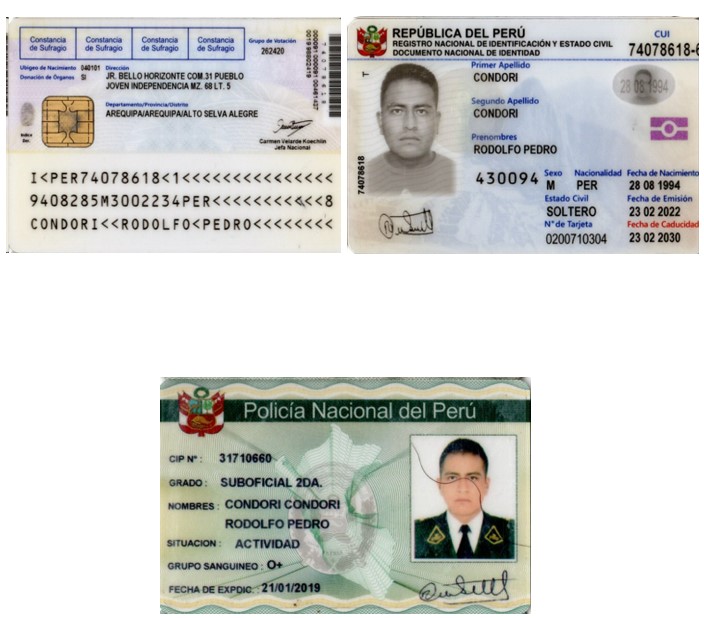 Constancia de Sufragio
Constancia de Sufragio
Constancia de Sufragio
Constancia de Sufragio
Grupo de Votación
262420
Ubigeo de Nacimiento 040101 Dirección
Donación de Organos SI JR. BELLO HORIZONTE COM.31 PUEBLO
JOVEN INDEPENDENCIA MZ. 68 LT. 5
Departamento/Provincia/Distrito
AREQUIPA/AREQUIPA/ALTO SELVA ALEGRE
Indice
Der.
Carmen Velarde Koechlin
Jefa Nacional
I<PER74078618<1<<<<<<<<<<<<<<<
9408285M3002234PER<<<<<<<<<<<8
CONDORI<<RODOLFO<PEDRO<<<<<<<<
REPÚBLICA DEL PERÚ
REGISTRO NACIONAL DE IDENTIFICACIÓN Y ESTADO CIVIL
DOCUMENTO NACIONAL DE IDENTIDAD
CUI
74078618-6
T
74078618
Primer Apellido
CONDORI
28 08 1994
Segundo Apellido
CONDORI
Prenombres
RODOLFO PEDRO
430094
Sexo Nacionalidad Fecha de Nacimiento
M PER 28 08 1994
Estado Civil Fecha de Emisión
SOLTERO 23 02 2022
N° de Tarjeta Fecha de Caducidad
0200710304 23 02 2030
Policía Nacional del Perú
CIP N° : 31710660
GRADO : SUBOFICIAL 2DA.
NOMBRES : CONDORI CONDORI
RODOLFO PEDRO
SITUACION : ACTIVIDAD
GRUPO SANGUINEO : O+
FECHA DE EXPDIC. : 21/01/2019